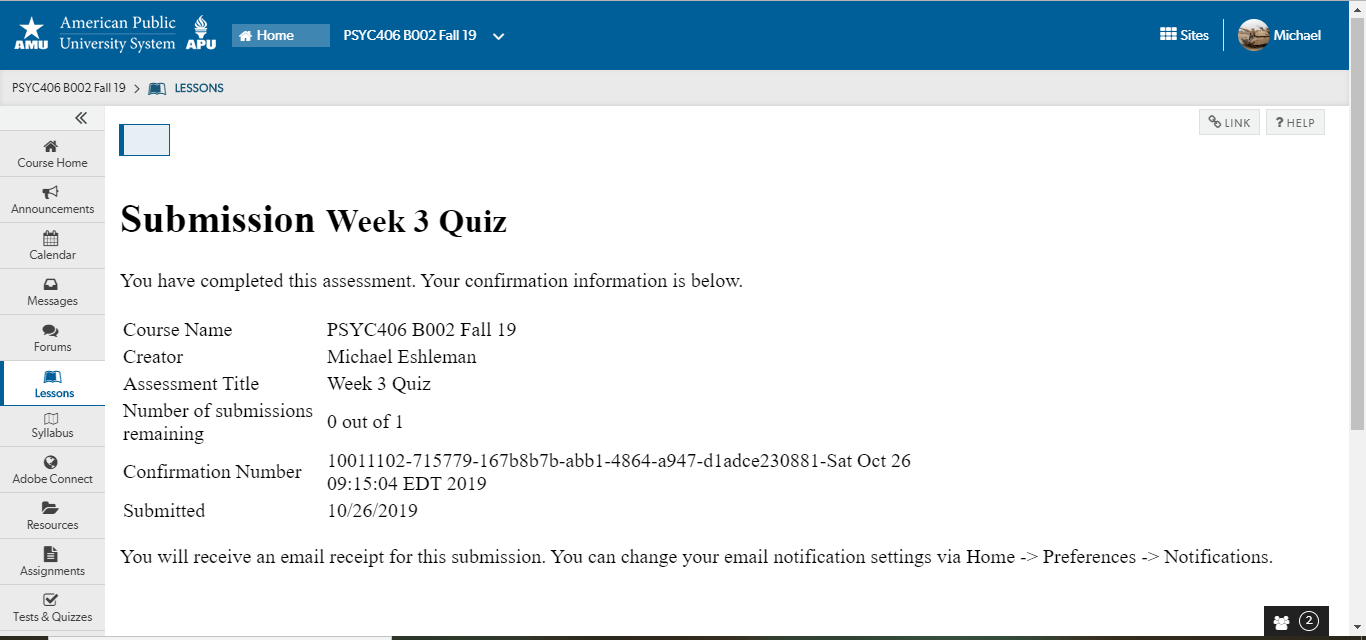 American Public
University System
AMU
APU
Home
PSYC406 B002 Fall 19
Sites
Michael
PSYC406 B002 Fall 19 > LESSONS
LINK
? HELP
Course Home
Announcements
Calendar
Messages
Forums
Lessons
Syllabus
Adobe Connect
Resources
Assignments
Tests & Quizzes
Submission Week 3 Quiz
You have completed this assessment. Your confirmation information is below.
Course Name PSYC406 B002 Fall 19
Creator Michael Eshleman
Assessment Title Week 3 Quiz
Number of submissions
remaining
0 out of 1
Confirmation Number
10011102-715779-167b8b7b-abb1-4864-a947-d1adce230881-Sat Oct 26
09:15:04 EDT 2019
Submitted 10/26/2019
You will receive an email receipt for this submission. You can change your email notification settings via Home -> Preferences -> Notifications.
2